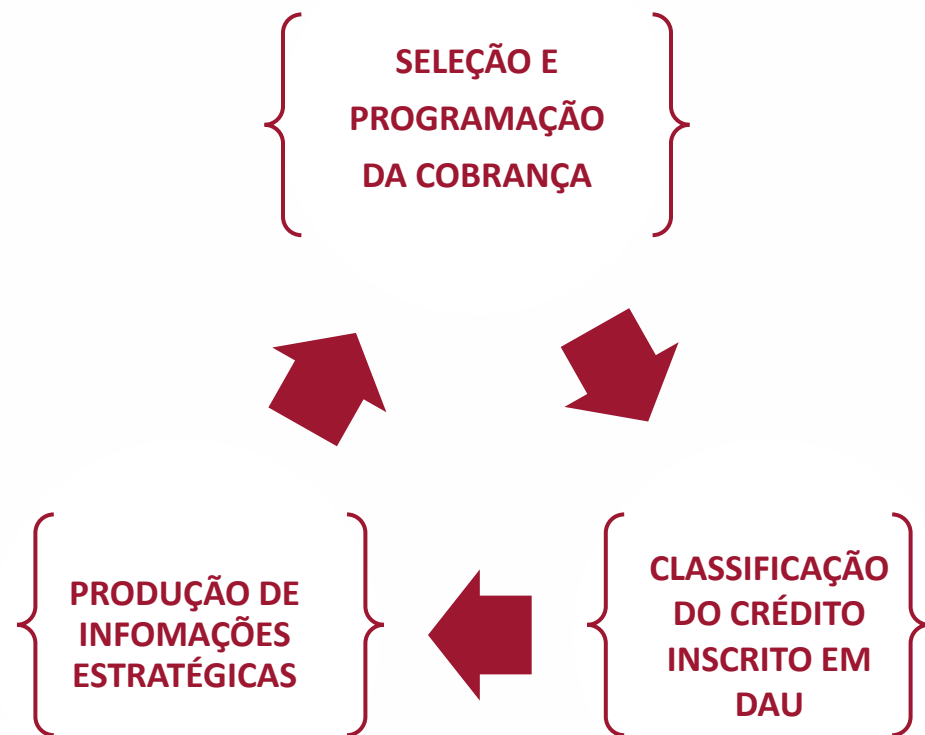 SELEÇÃO E
PROGRAMAÇÃO
DA COBRANÇA
PRODUÇÃO DE
INFOMAÇÕES
ESTRATÉGICAS
CLASSIFICAÇÃO
DO CRÉDITO
INSCRITO EM
DAU